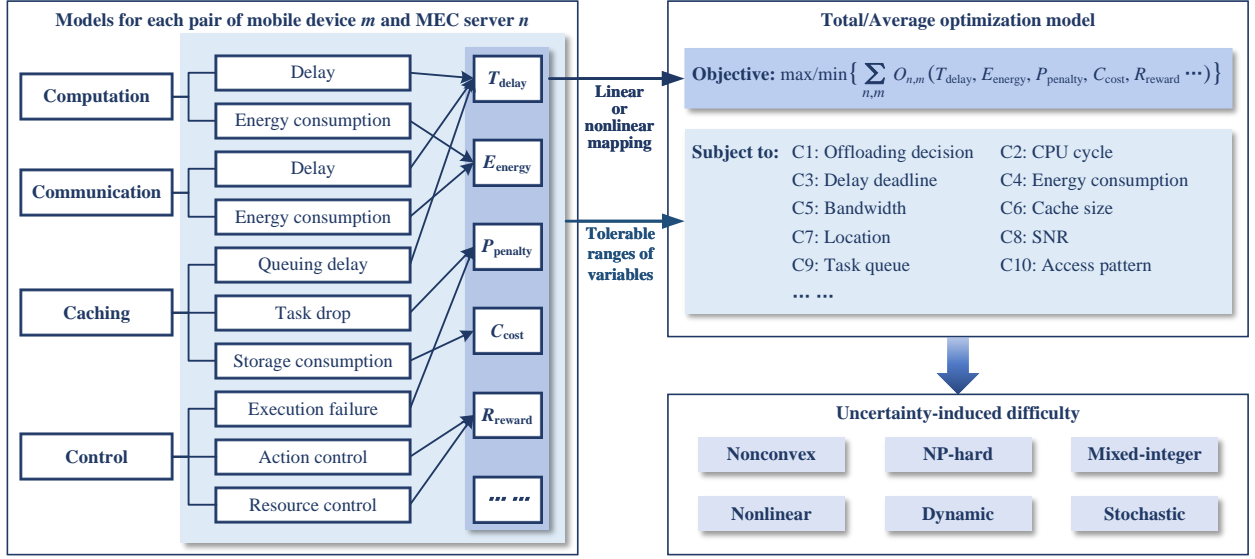 Models for each pair of mobile device m and MEC server n
Computation
Communication
Caching
Control
Delay
Energy consumption
Delay
Energy consumption
Queuing delay
Task drop
Storage consumption
Execution failure
Action control
Resource control
T_delay
E_energy
P_penalty
C_cost
R_reward
... ...
Linear
or
nonlinear
mapping
Tolerable
ranges of
variables
Total/Average optimization model
Objective: max/min{ ∑_{n,m} O_{n,m} (T_delay, E_energy, P_penalty, C_cost, R_reward ···)}
Subject to: C1: Offloading decision C2: CPU cycle
C3: Delay deadline C4: Energy consumption
C5: Bandwidth C6: Cache size
C7: Location C8: SNR
C9: Task queue C10: Access pattern
... ...
Uncertainty-induced difficulty
Nonconvex NP-hard Mixed-integer
Nonlinear Dynamic Stochastic